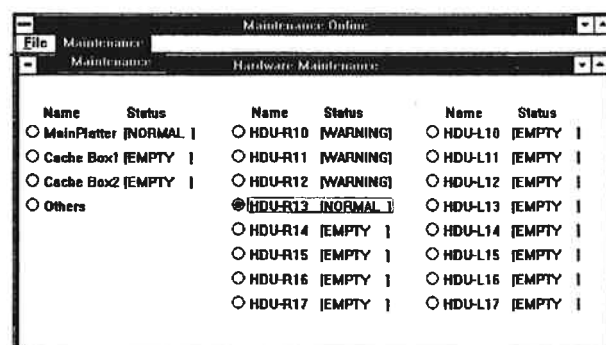 Maintenance Online
File Maintenance
Maintenance Hardware Maintenance
Name Status Name Status Name Status
MainPlatter [NORMAL ] HDU-R10 [WARNING] HDU-L10 [EMPTY ]
Cache Box1 [EMPTY ] HDU-R11 [WARNING] HDU-L11 [EMPTY ]
Cache Box2 [EMPTY ] HDU-R12 [WARNING] HDU-L12 [EMPTY ]
Others HDU-R13 [NORMAL ] HDU-L13 [EMPTY ]
HDU-R14 [EMPTY ] HDU-L14 [EMPTY ]
HDU-R15 [EMPTY ] HDU-L15 [EMPTY ]
HDU-R16 [EMPTY ] HDU-L16 [EMPTY ]
HDU-R17 [EMPTY ] HDU-L17 [EMPTY ]